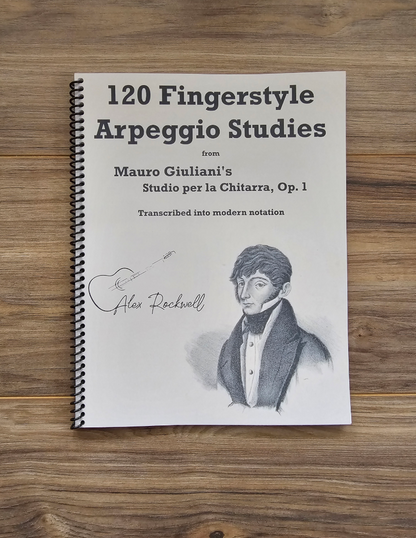 120 Fingerstyle
Arpeggio Studies
from
Mauro Giuliani's
Studio per la Chitarra, Op. 1
Transcribed into modern notation
Alex Rockwell